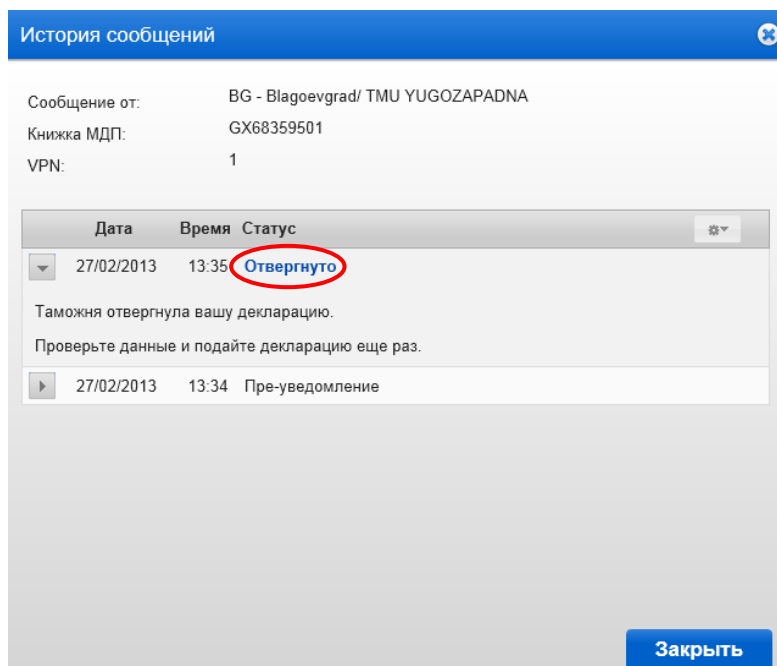 История сообщений
Сообщение от: BG - Blagoevgrad/ TMU YUGOZAPADNA
Книжка МДП: GX68359501
VPN: 1
Дата Время Статус
27/02/2013 13:35 Отвергнуто
Таможня отвергнула вашу декларацию.
Проверьте данные и подайте декларацию еще раз.
27/02/2013 13:34 Пре-уведомление
Закрыть